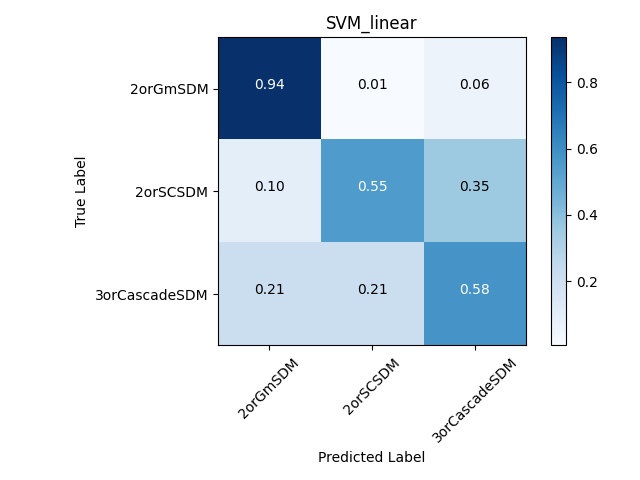 SVM_linear
True Label
2orGmSDM 0.94 0.01 0.06
2orSCSDM 0.10 0.55 0.35
3orCascadeSDM 0.21 0.21 0.58
2orGmSDM 2orSCSDM 3orCascadeSDM
Predicted Label
0.8
0.6
0.4
0.2